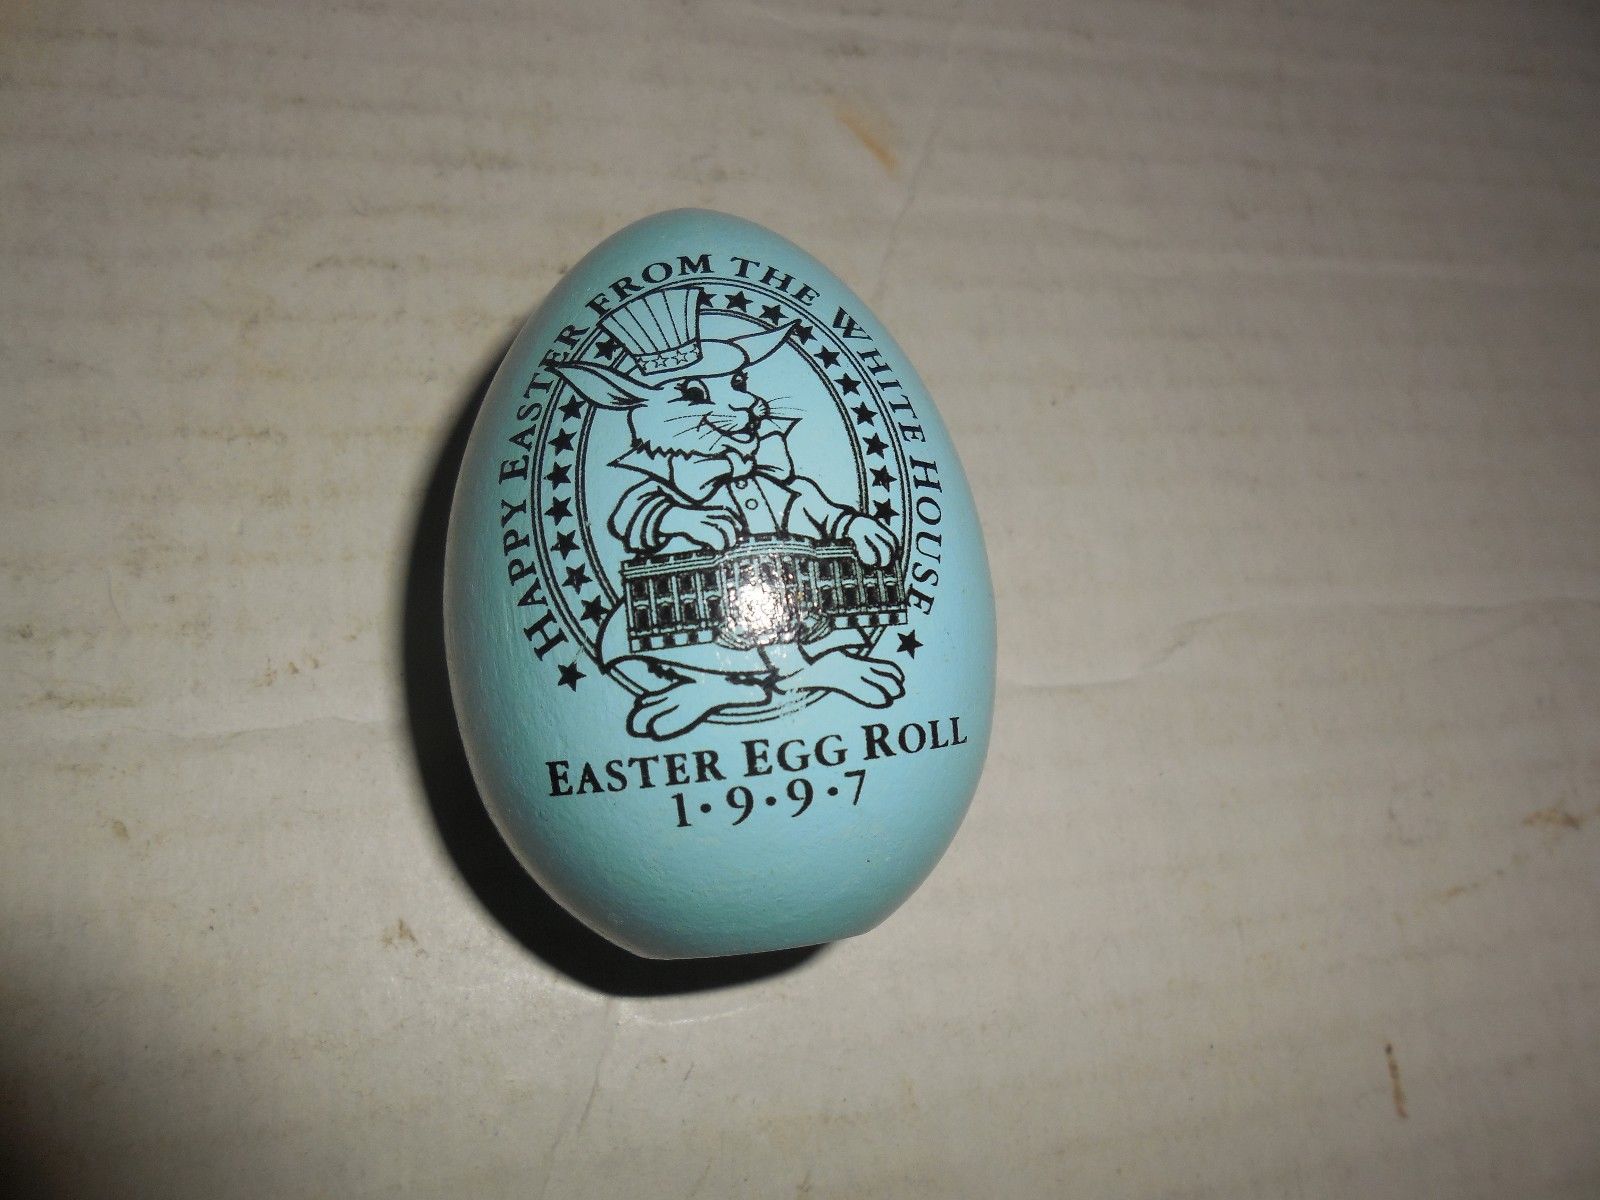 HAPPY EASTER FROM THE WHITE HOUSE
EASTER EGG ROLL
1•9•9•7